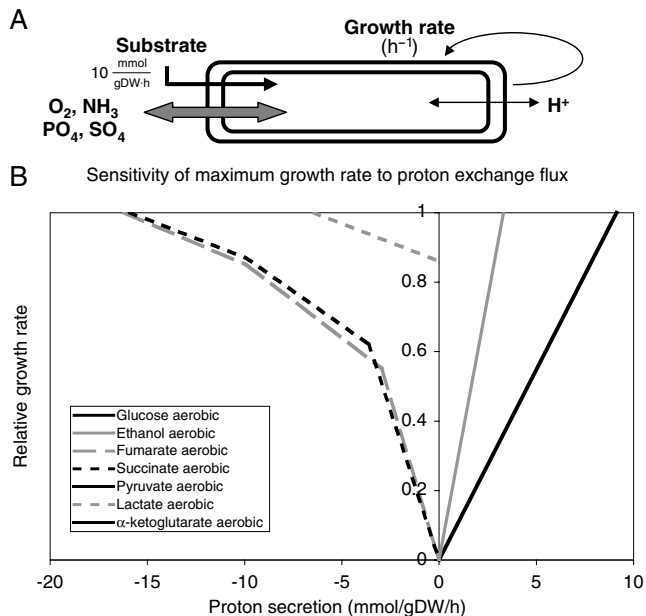 A
Substrate
10 mmol
gDW·h
Growth rate
(h⁻¹)
O₂, NH₃
PO₄, SO₄
H⁺
B
Sensitivity of maximum growth rate to proton exchange flux
Relative growth rate
1
0.8
0.6
0.4
0.2
0
Glucose aerobic
Ethanol aerobic
Fumarate aerobic
Succinate aerobic
Pyruvate aerobic
Lactate aerobic
α-ketoglutarate aerobic
-20 -15 -10 -5 0 5 10
Proton secretion (mmol/gDW/h)